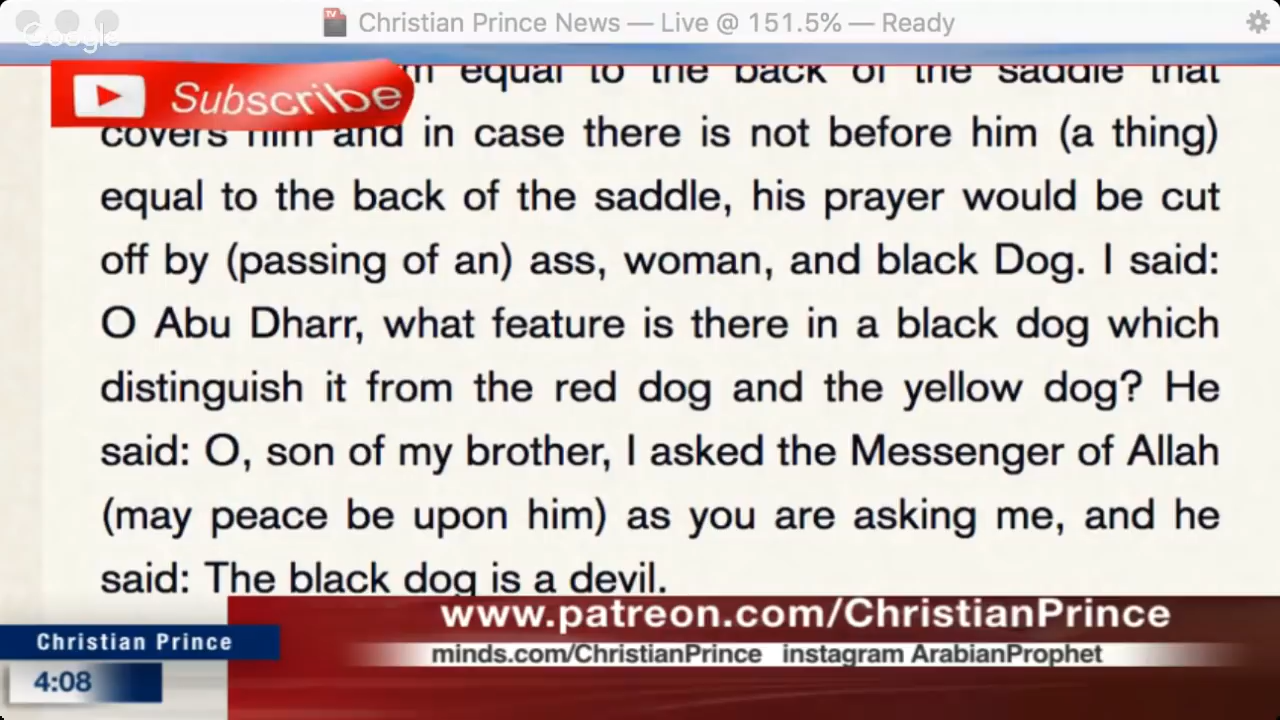 Christian Prince News — Live @ 151.5% — Ready
Google
Subscribe
equal to the back of the saddle that
covers him and in case there is not before him (a thing)
equal to the back of the saddle, his prayer would be cut
off by (passing of an) ass, woman, and black Dog. I said:
O Abu Dharr, what feature is there in a black dog which
distinguish it from the red dog and the yellow dog? He
said: O, son of my brother, I asked the Messenger of Allah
(may peace be upon him) as you are asking me, and he
said: The black dog is a devil.
www.patreon.com/ChristianPrince
Christian Prince
minds.com/ChristianPrince instagram ArabianProphet
4:08